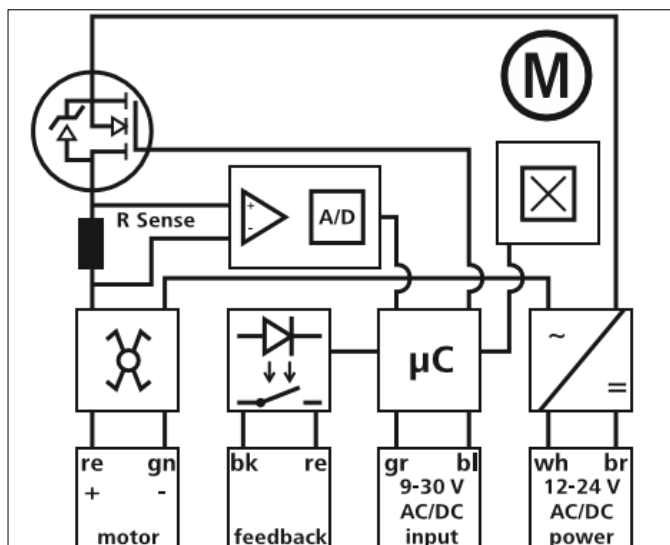 M
R Sense
+
-
A/D
µC
~
=
re gn
bk re
gr bl
wh br
+ -
9-30 V
AC/DC
input
12-24 V
AC/DC
power
motor
feedback